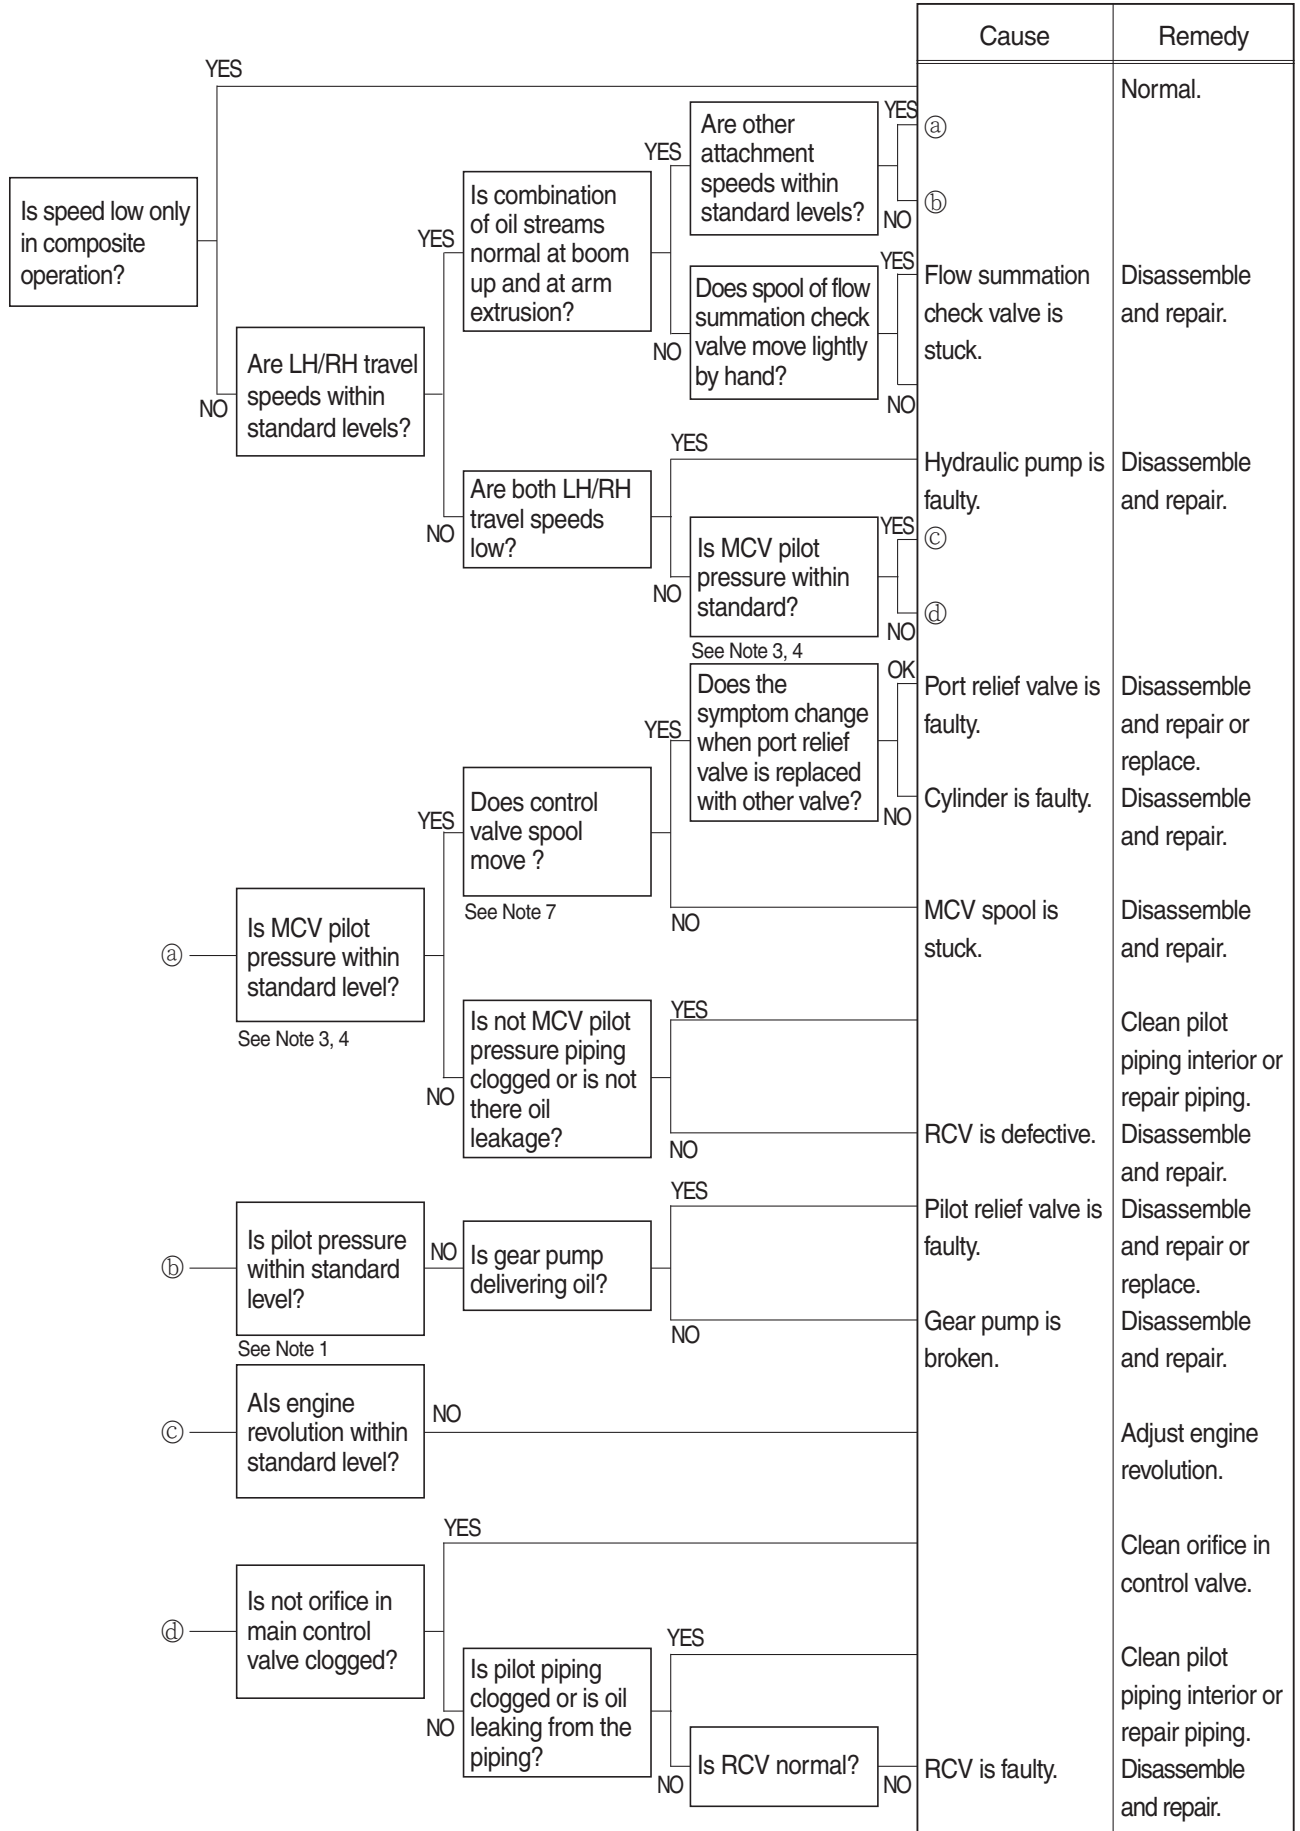 Cause
Remedy
YES
Normal.
Is speed low only
in composite
operation?
NO
Are LH/RH travel
speeds within
standard levels?
YES
Is combination
of oil streams
normal at boom
up and at arm
extrusion?
YES
Are other
attachment
speeds within
standard levels?
YES
ⓐ
NO
ⓑ
NO
Does spool of flow
summation check
valve move lightly
by hand?
YES
NO
Flow summation
check valve is
stuck.
Disassemble
and repair.
NO
Are both LH/RH
travel speeds
low?
YES
Hydraulic pump is
faulty.
Disassemble
and repair.
NO
Is MCV pilot
pressure within
standard?
See Note 3, 4
YES
ⓒ
NO
ⓓ
ⓐ
Is MCV pilot
pressure within
standard level?
See Note 3, 4
YES
Does control
valve spool
move ?
See Note 7
YES
Does the
symptom change
when port relief
valve is replaced
with other valve?
OK
Port relief valve is
faulty.
Disassemble
and repair or
replace.
NO
Cylinder is faulty.
Disassemble
and repair.
NO
MCV spool is
stuck.
Disassemble
and repair.
NO
Is not MCV pilot
pressure piping
clogged or is not
there oil
leakage?
YES
Clean pilot
piping interior or
repair piping.
NO
RCV is defective.
Disassemble
and repair.
ⓑ
Is pilot pressure
within standard
level?
See Note 1
NO
Is gear pump
delivering oil?
YES
Pilot relief valve is
faulty.
Disassemble
and repair or
replace.
NO
Gear pump is
broken.
Disassemble
and repair.
ⓒ
AIs engine
revolution within
standard level?
NO
Adjust engine
revolution.
ⓓ
Is not orifice in
main control
valve clogged?
YES
Clean orifice in
control valve.
NO
Is pilot piping
clogged or is oil
leaking from the
piping?
YES
Clean pilot
piping interior or
repair piping.
NO
Is RCV normal?
NO
RCV is faulty.
Disassemble
and repair.